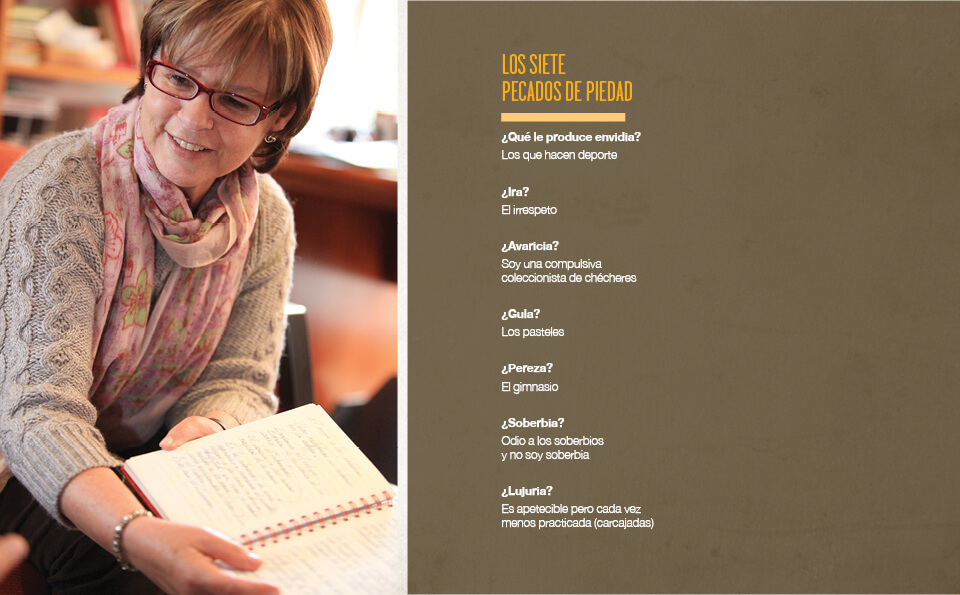 LOS SIETE
PECADOS DE PIEDAD
¿Qué le produce envidia?
Los que hacen deporte
¿Ira?
El irrespeto
¿Avaricia?
Soy una compulsiva
coleccionista de chécheres
¿Gula?
Los pasteles
¿Pereza?
El gimnasio
¿Soberbia?
Odio a los soberbios
y no soy soberbia
¿Lujuria?
Es apetecible pero cada vez
menos practicada (carcajadas)